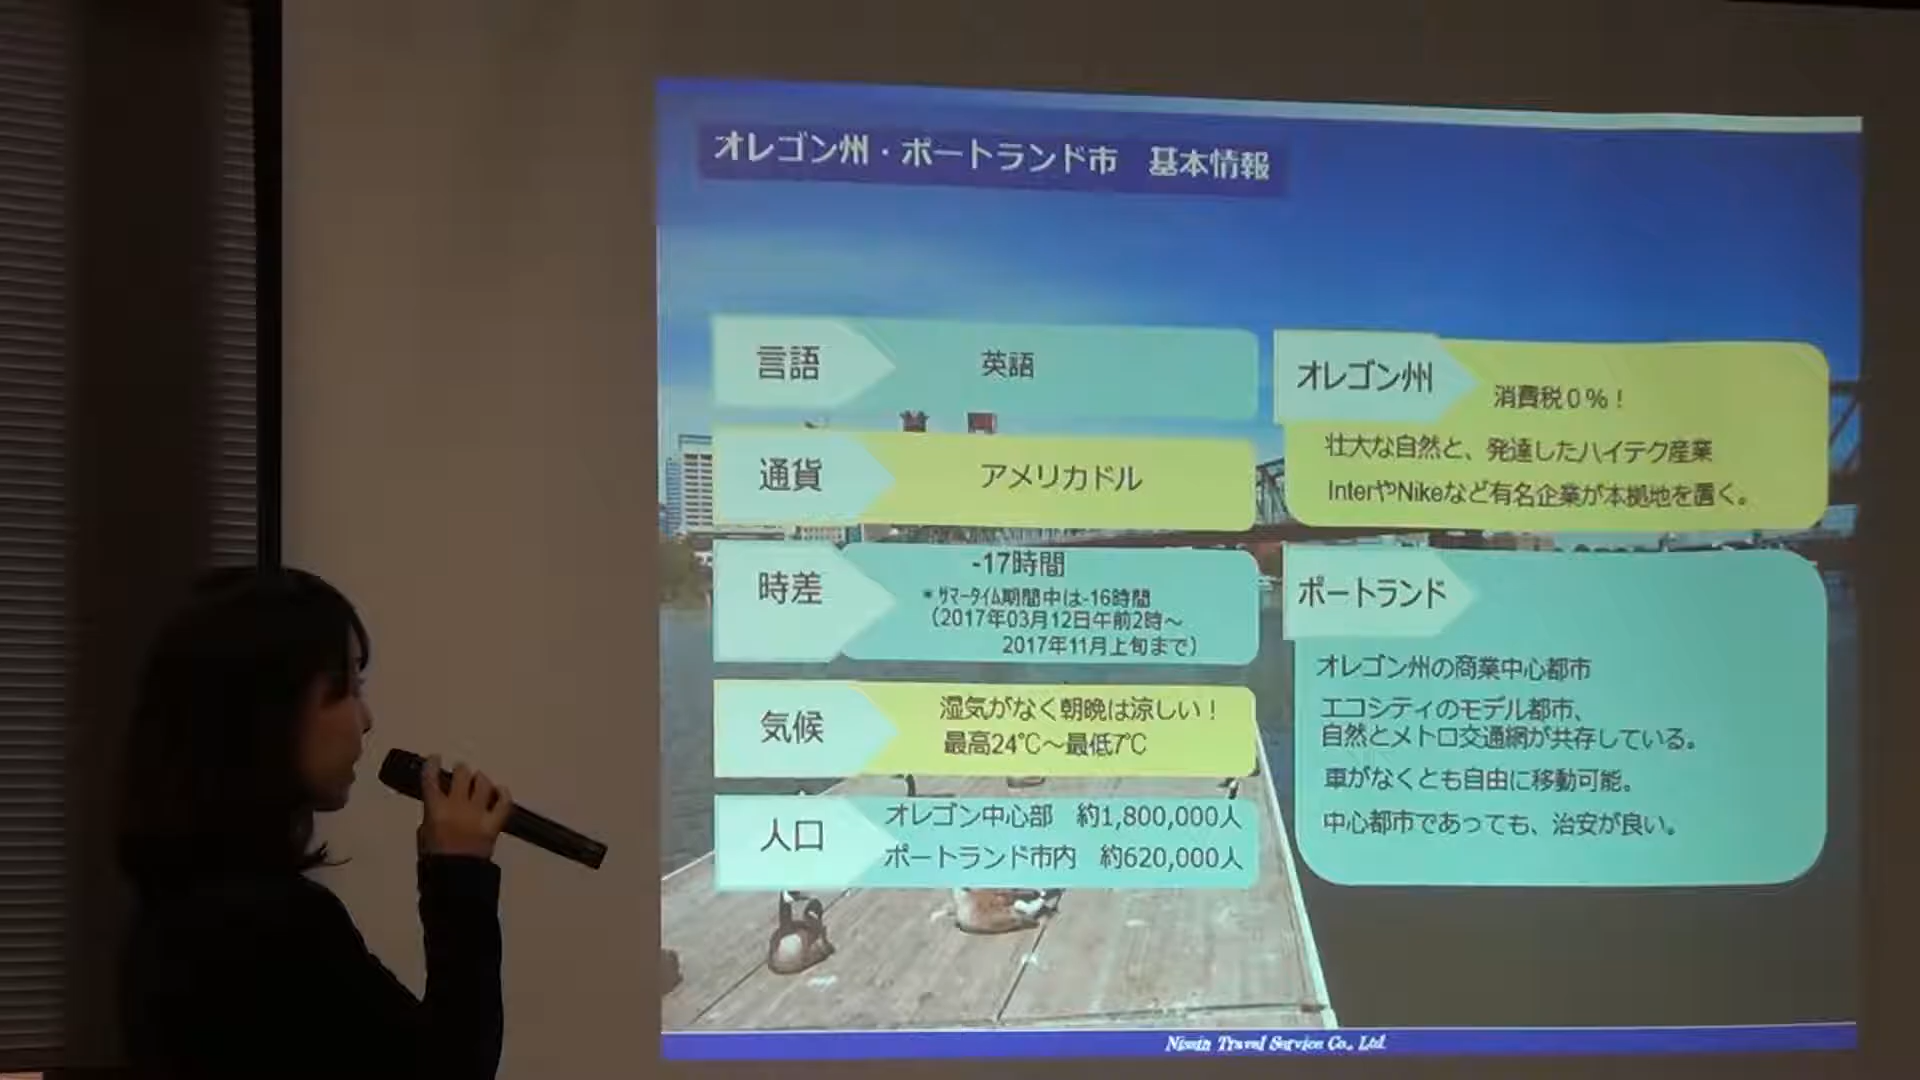 オレゴン州・ポートランド市 基本情報
言語
英語
通貨
アメリカドル
時差
-17時間
*サマータイム期間中は-16時間
(2017年03月12日午前2時~
2017年11月上旬まで)
気候
湿気がなく朝晩は涼しい!
最高24℃~最低7℃
人口
オレゴン中心部 約1,800,000人
ポートランド市内 約620,000人
オレゴン州
消費税0%!
壮大な自然と、発達したハイテク産業
InterやNikeなど有名企業が本拠地を置く。
ポートランド
オレゴン州の商業中心都市
エコシティのモデル都市、
自然とメトロ交通網が共存している。
車がなくとも自由に移動可能。
中心都市であっても、治安が良い。
Nissin Travel Service Co., Ltd.